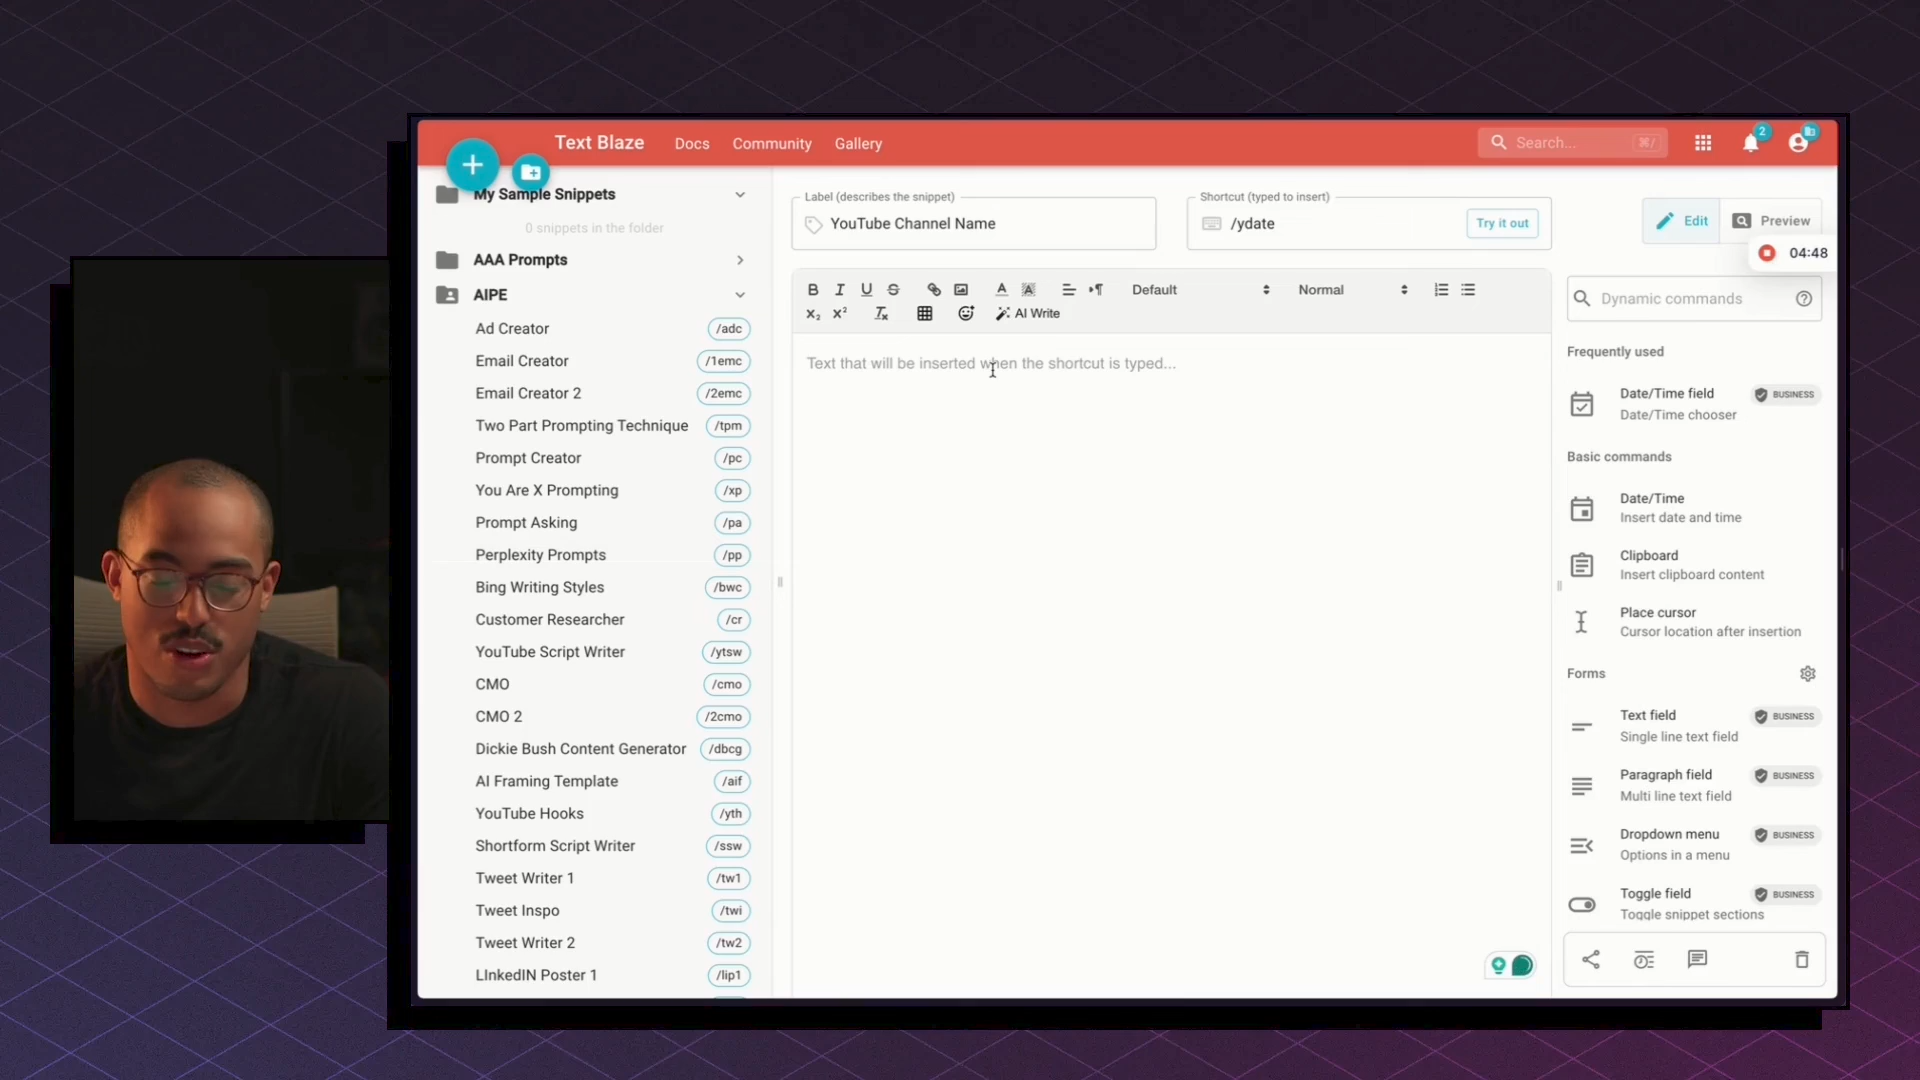 Text Blaze Docs Community Gallery Search... ⌘/ 2
My Sample Snippets
0 snippets in the folder
AAA Prompts
AIPE
Ad Creator /adc
Email Creator /1emc
Email Creator 2 /2emc
Two Part Prompting Technique /tpm
Prompt Creator /pc
You Are X Prompting /xp
Prompt Asking /pa
Perplexity Prompts /pp
Bing Writing Styles /bwc
Customer Researcher /cr
YouTube Script Writer /ytsw
CMO /cmo
CMO 2 /2cmo
Dickie Bush Content Generator /dbcg
AI Framing Template /aif
YouTube Hooks /yth
Shortform Script Writer /ssw
Tweet Writer 1 /tw1
Tweet Inspo /twi
Tweet Writer 2 /tw2
LInkedIN Poster 1 /lip1
Label (describes the snippet)
YouTube Channel Name
Shortcut (typed to insert)
/ydate Try it out
Edit Preview
04:48
B I U S A A Default Normal
X₂ X² Tx AI Write
Text that will be inserted when the shortcut is typed...
Dynamic commands
Frequently used
Date/Time field BUSINESS
Date/Time chooser
Basic commands
Date/Time
Insert date and time
Clipboard
Insert clipboard content
Place cursor
Cursor location after insertion
Forms
Text field BUSINESS
Single line text field
Paragraph field BUSINESS
Multi line text field
Dropdown menu BUSINESS
Options in a menu
Toggle field BUSINESS
Toggle snippet sections